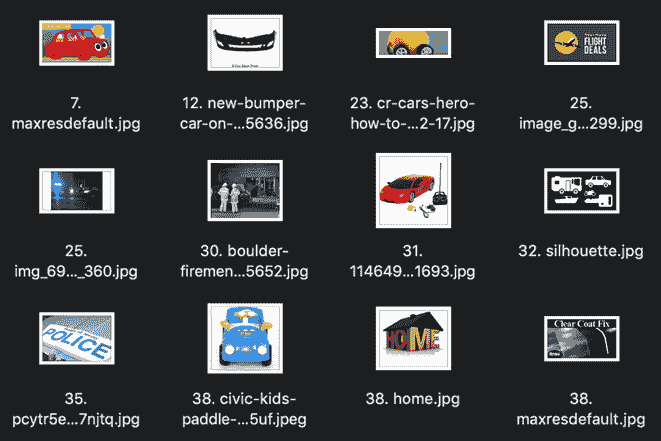 FLIGHT
DEALS
7.
maxresdefault.jpg
12. new-bumper-
car-on-...5636.jpg
23. cr-cars-hero-
how-to-...2-17.jpg
25.
image_g...299.jpg
25.
img_69..._360.jpg
30. boulder-
firemen...5652.jpg
31.
114649...1693.jpg
32. silhouette.jpg
POLICE
HOME
Clear Coat Fix
35.
pcytr5e...7njtq.jpg
38. civic-kids-
paddle-...5uf.jpeg
38. home.jpg
38.
maxresdefault.jpg